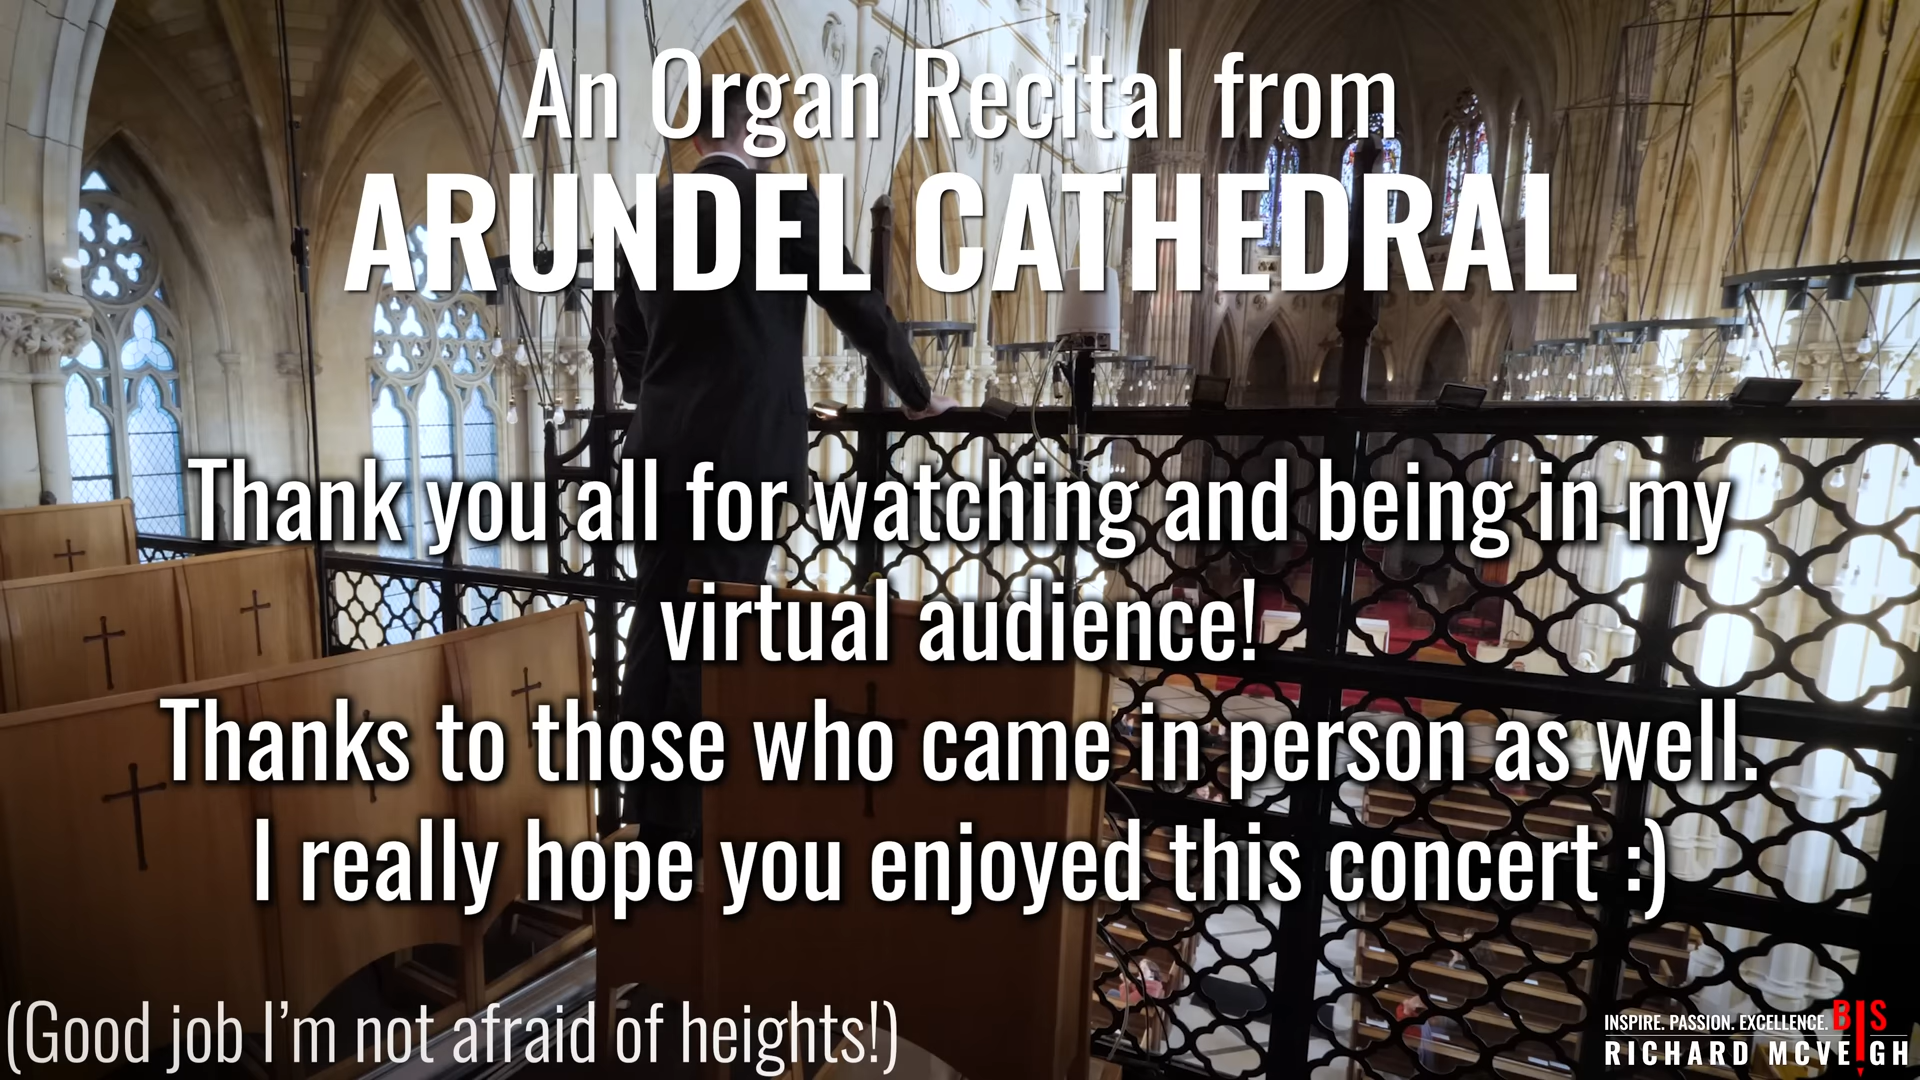 An Organ Recital from
ARUNDEL CATHEDRAL
Thank you all for watching and being in my
virtual audience!
Thanks to those who came in person as well.
I really hope you enjoyed this concert :)
(Good job I’m not afraid of heights!)
INSPIRE. PASSION. EXCELLENCE. BIS
RICHARD MCVEIGH